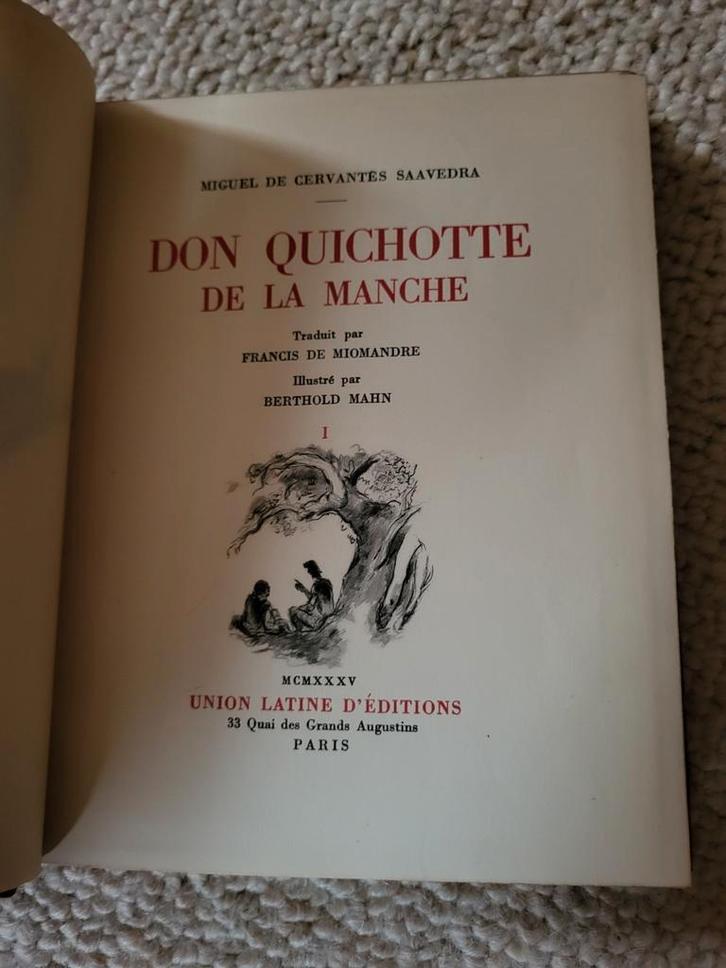 MIGUEL DE CERVANTÈS SAAVEDRA
DON QUICHOTTE
DE LA MANCHE
Traduit par
FRANCIS DE MIOMANDRE
Illustré par
BERTHOLD MAHN
I
MCMXXXV
UNION LATINE D'ÉDITIONS
33 Quai des Grands Augustins
PARIS